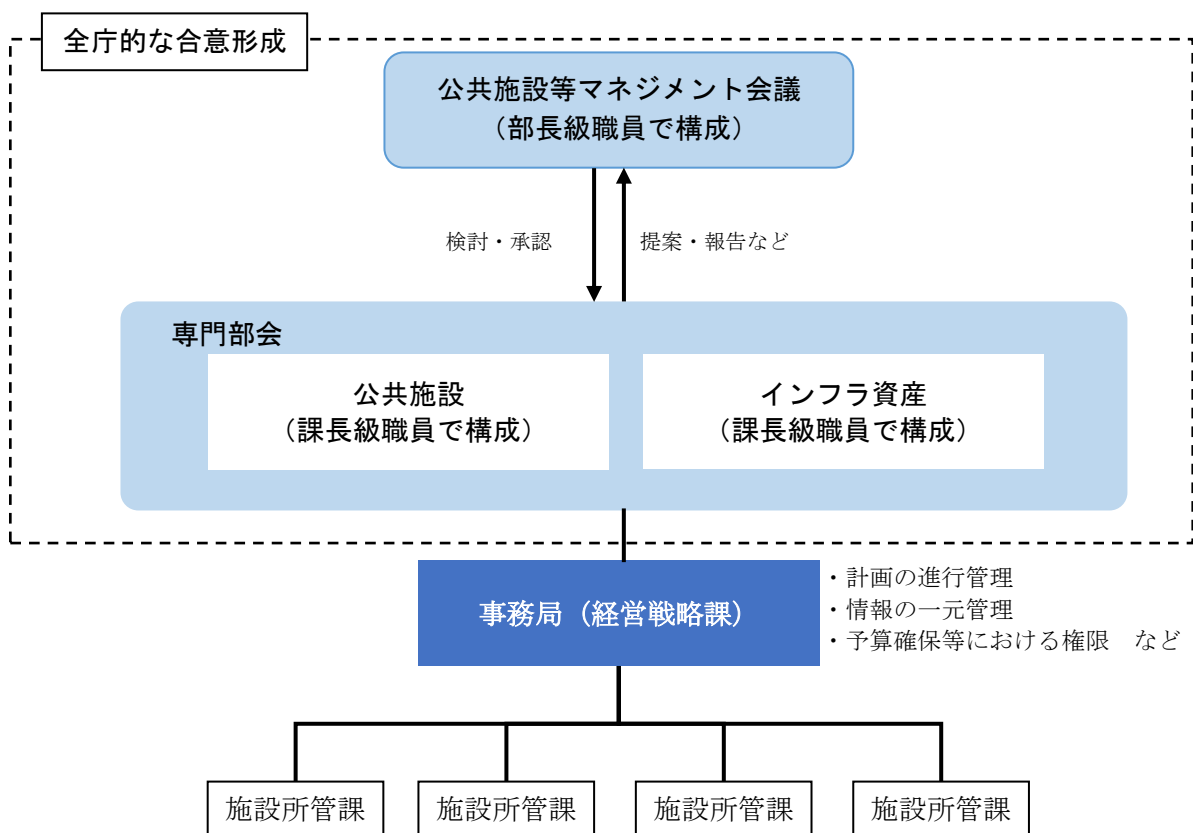 全庁的な合意形成
公共施設等マネジメント会議
（部長級職員で構成）
検討・承認
提案・報告など
専門部会
公共施設
（課長級職員で構成）
インフラ資産
（課長級職員で構成）
事務局（経営戦略課）
・計画の進行管理
・情報の一元管理
・予算確保等における権限　など
施設所管課
施設所管課
施設所管課
施設所管課